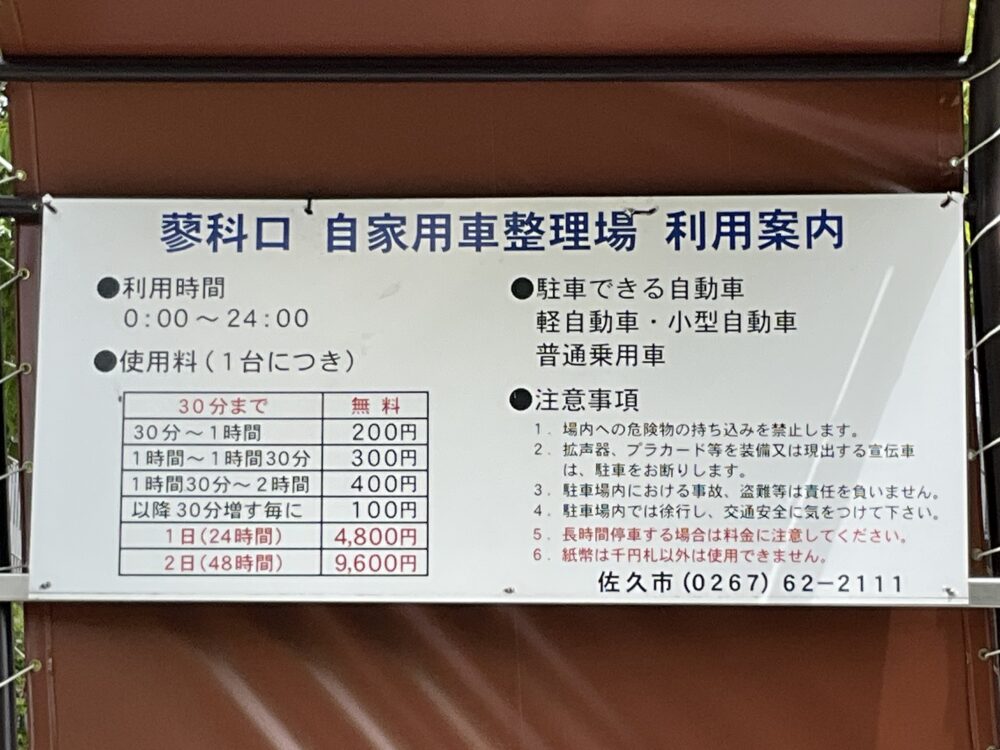 蓼科口 自家用車整理場 利用案内
●利用時間
0:00～24:00
●使用料(1台につき)
30分まで 無料
30分～1時間 200円
1時間～1時間30分 300円
1時間30分～2時間 400円
以降30分増す毎に 100円
1日(24時間) 4,800円
2日(48時間) 9,600円
●駐車できる自動車
軽自動車・小型自動車
普通乗用車
●注意事項
1．場内への危険物の持ち込みを禁止します。
2．拡声器、プラカード等を装備又は現出する宣伝車
は、駐車をお断りします。
3．駐車場内における事故、盗難等は責任を負いません。
4．駐車場内では徐行し、交通安全に気をつけて下さい。
5．長時間停車する場合は料金に注意してください。
6．紙幣は千円札以外は使用できません。
佐久市(0267)62−2111